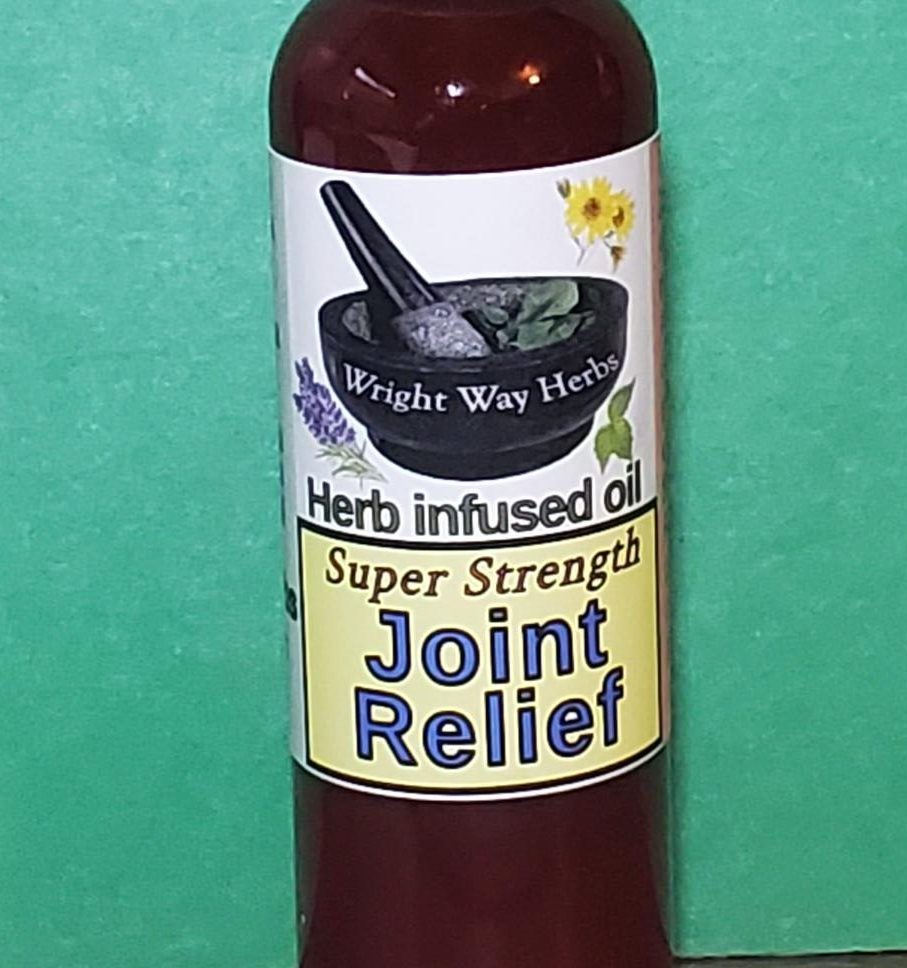 Wright Way Herbs
Herb infused oil
Super Strength
Joint
Relief